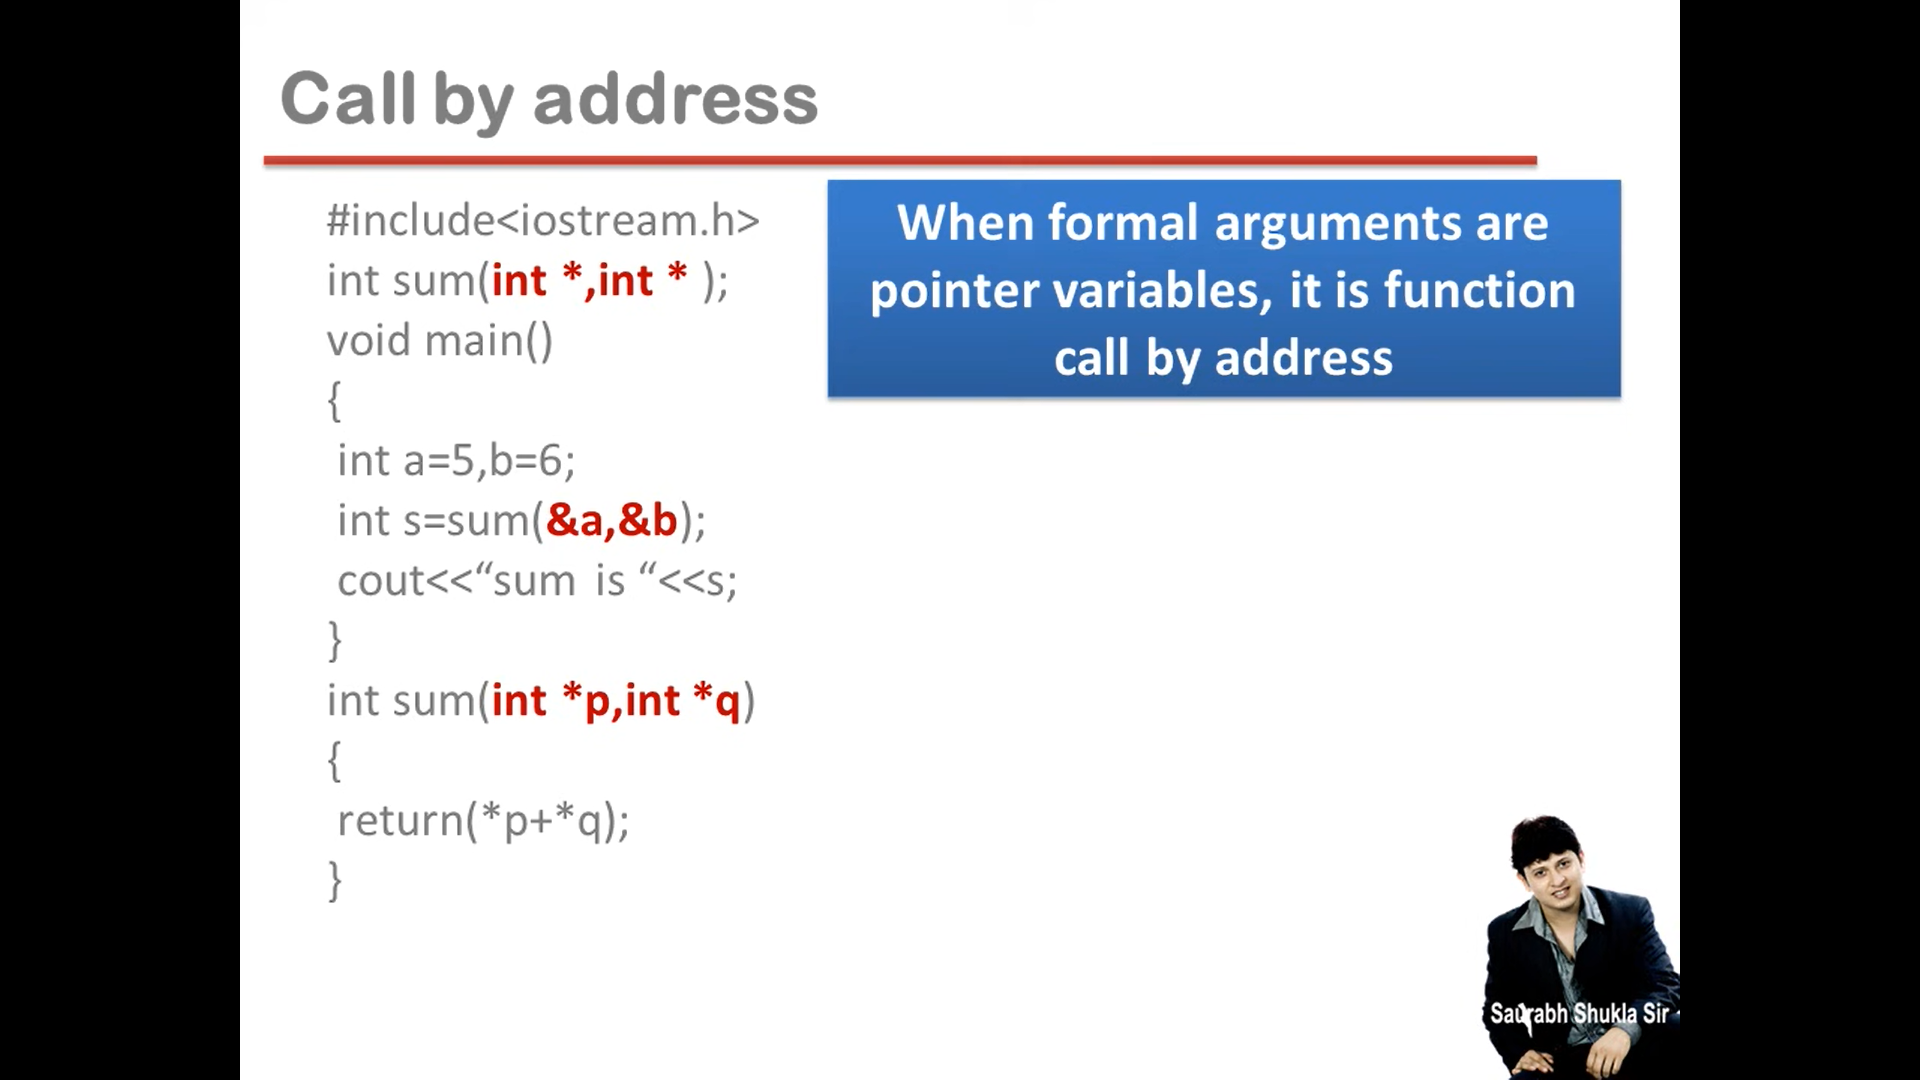 Call by address
#include<iostream.h>
int sum(int *,int * );
void main()
{
int a=5,b=6;
int s=sum(&a,&b);
cout<<“sum is “<<s;
}
int sum(int *p,int *q)
{
return(*p+*q);
}
When formal arguments are
pointer variables, it is function
call by address
Saurabh Shukla Sir